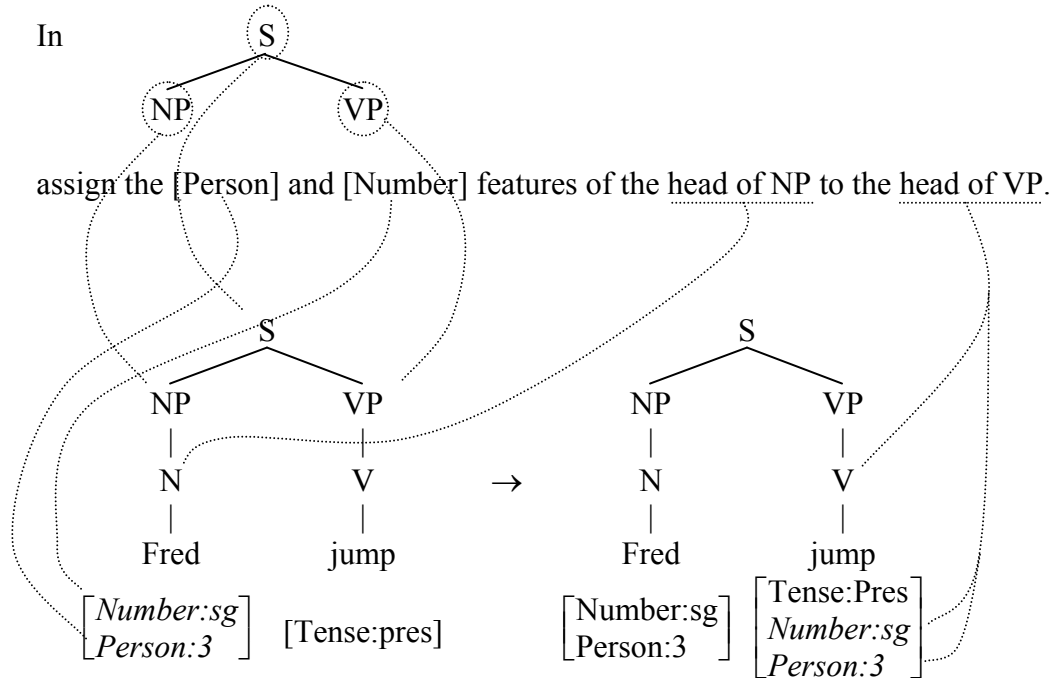 In
S
NP VP
assign the [Person] and [Number] features of the head of NP to the head of VP.
S S
NP VP NP VP
N V → N V
Fred jump Fred jump
[Number:sg Person:3] [Tense:pres] [Number:sg Person:3] [Tense:Pres Number:sg Person:3]